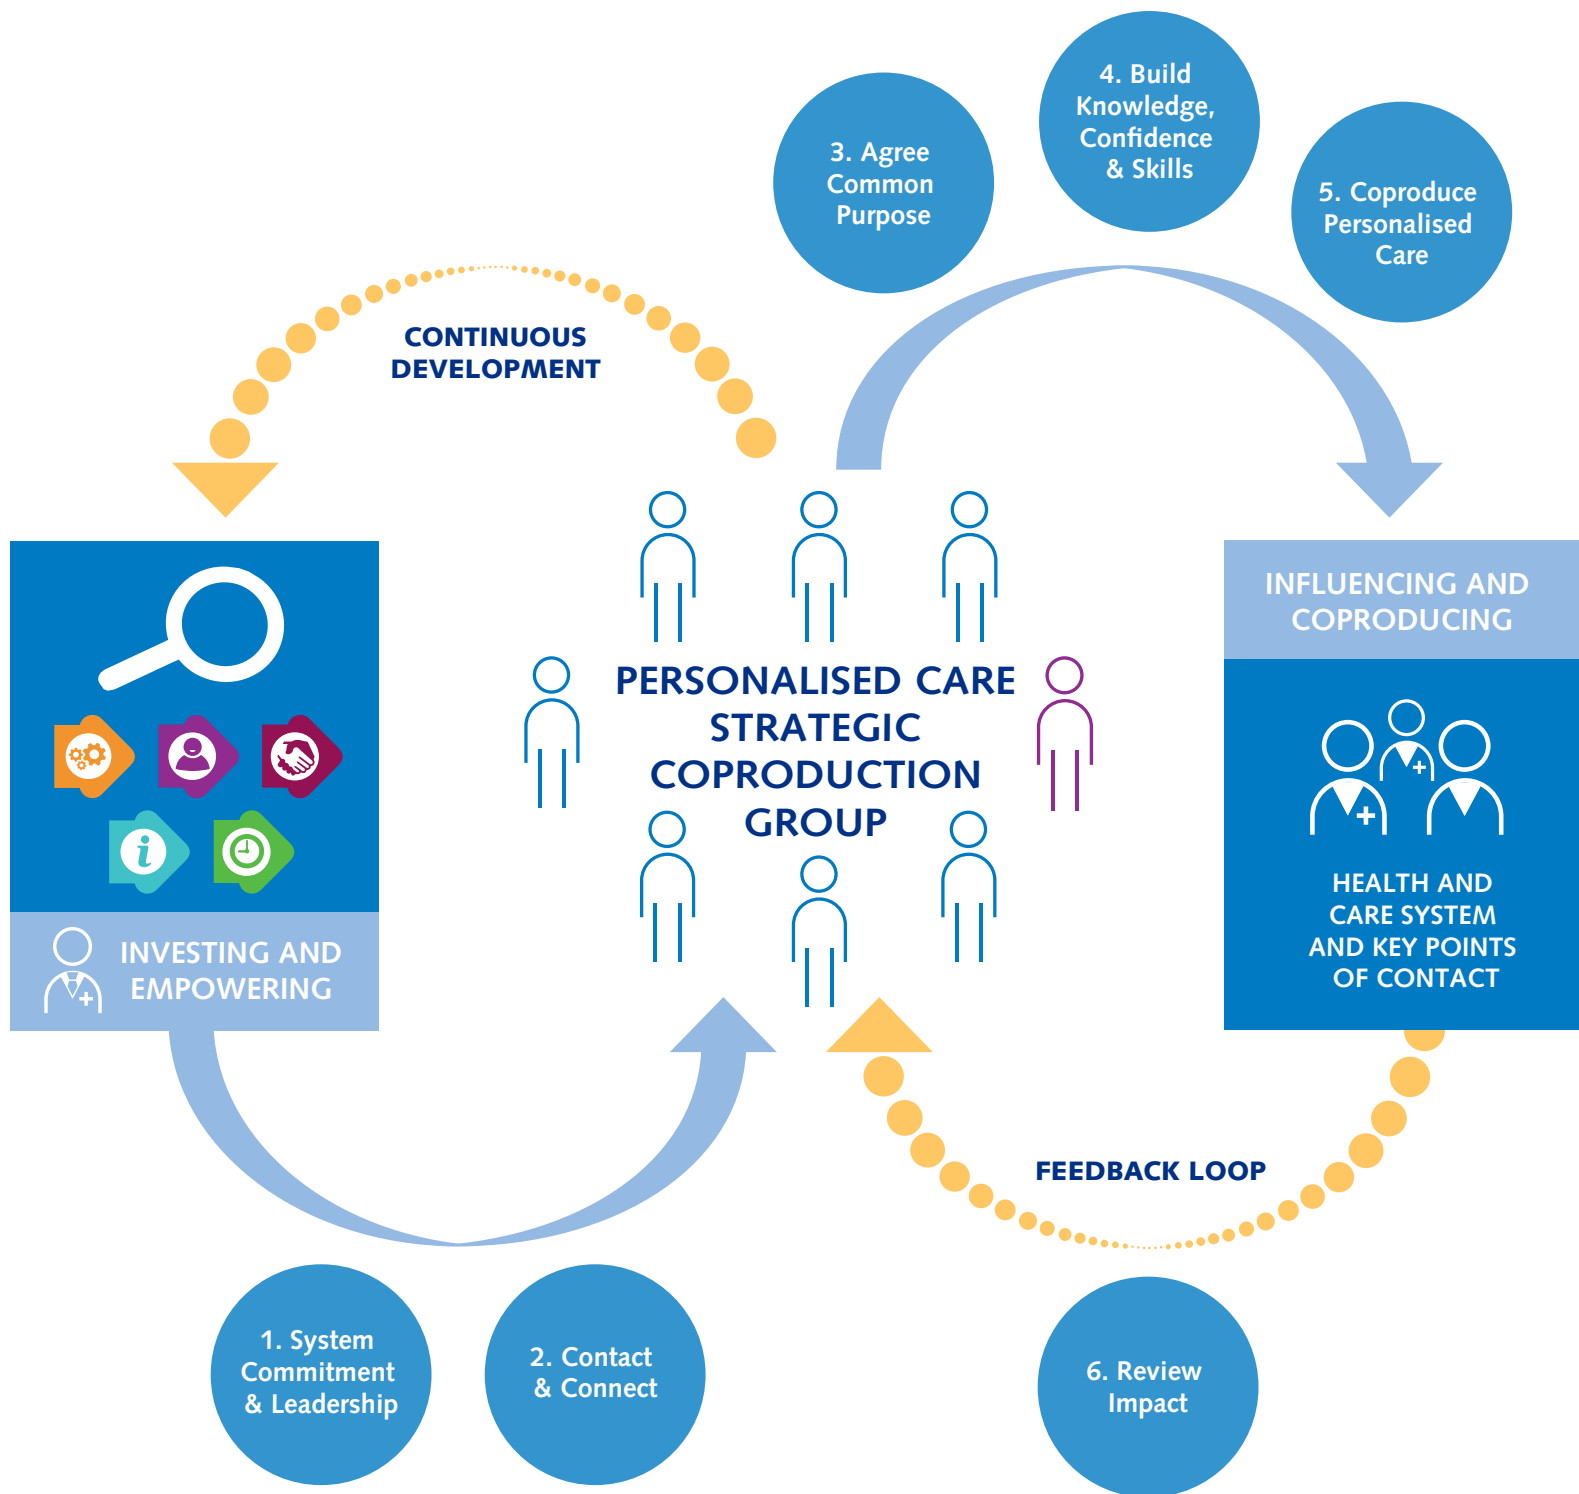 4. Build
Knowledge,
Confidence
& Skills
3. Agree
Common
Purpose
5. Coproduce
Personalised
Care
CONTINUOUS
DEVELOPMENT
INFLUENCING AND
COPRODUCING
PERSONALISED CARE
STRATEGIC
COPRODUCTION
GROUP
i
HEALTH AND
CARE SYSTEM
AND KEY POINTS
OF CONTACT
INVESTING AND
EMPOWERING
FEEDBACK LOOP
1. System
Commitment
& Leadership
2. Contact
& Connect
6. Review
Impact